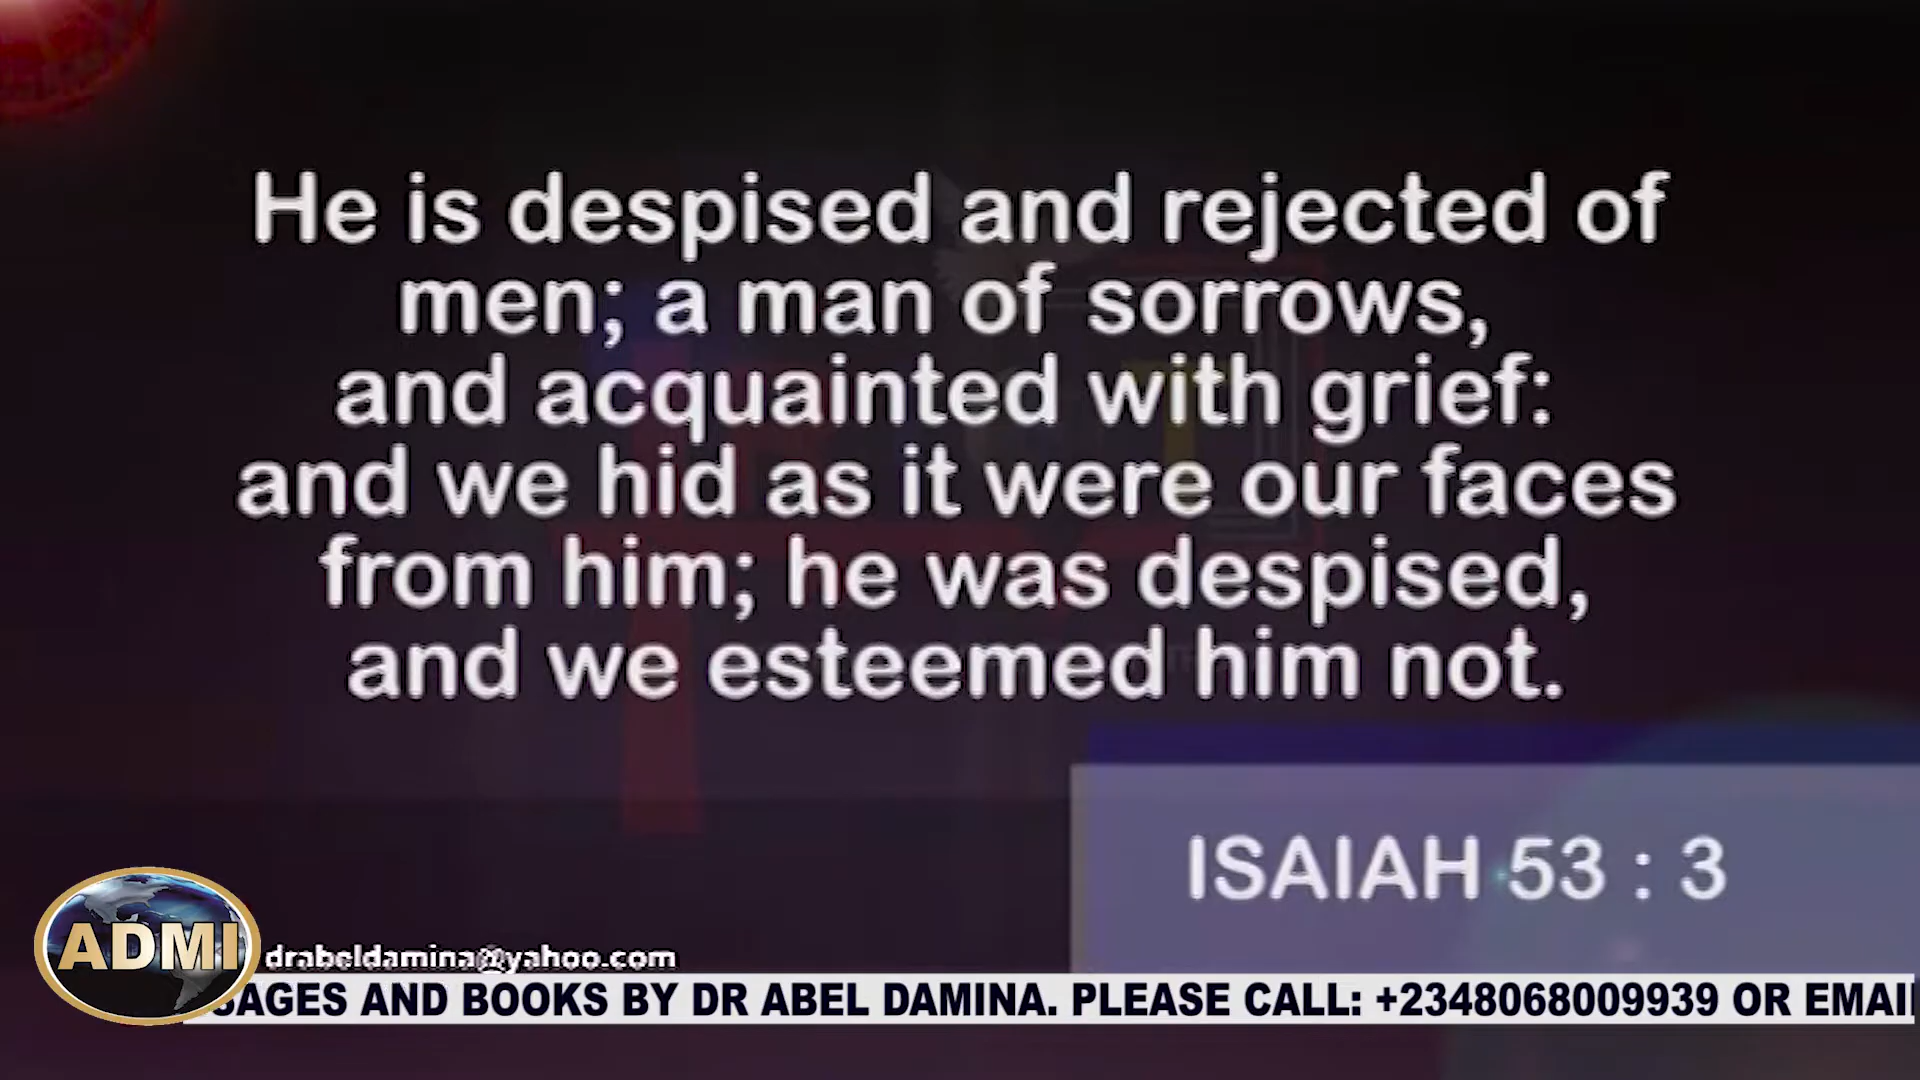 He is despised and rejected of
men; a man of sorrows,
and acquainted with grief:
and we hid as it were our faces
from him; he was despised,
and we esteemed him not.
ISAIAH 53 : 3
ADMI
drabeldamina@yahoo.com
SAGES AND BOOKS BY DR ABEL DAMINA. PLEASE CALL: +2348068009939 OR EMAI